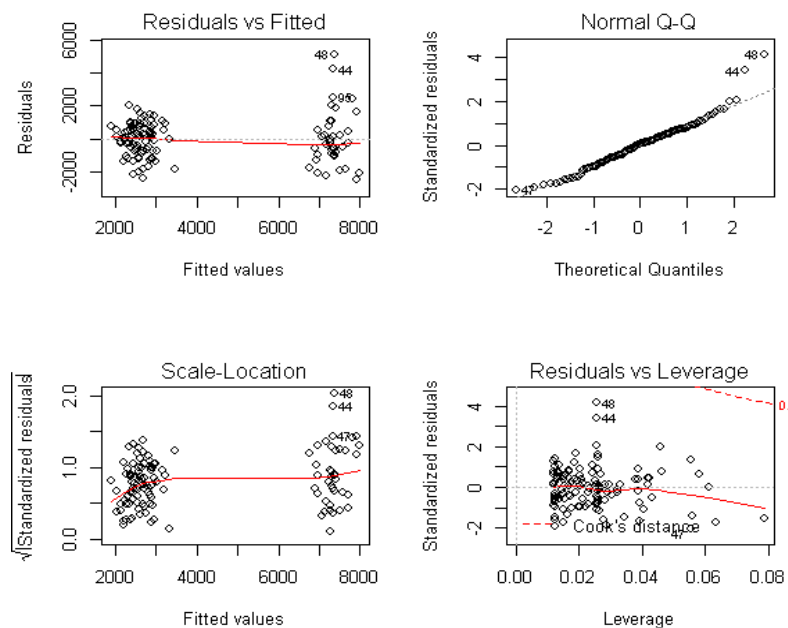 Residuals vs Fitted
Residuals
-2000 2000 6000
48
44
95
2000 4000 6000 8000
Fitted values
Normal Q-Q
Standardized residuals
-2 0 2 4
48
44
47
-2 -1 0 1 2
Theoretical Quantiles
Scale-Location
√|Standardized residuals|
0.0 1.0 2.0
48
44
47
2000 4000 6000 8000
Fitted values
Residuals vs Leverage
Standardized residuals
-2 0 2 4
48
44
0.
Cook's distance
47
0.00 0.02 0.04 0.06 0.08
Leverage